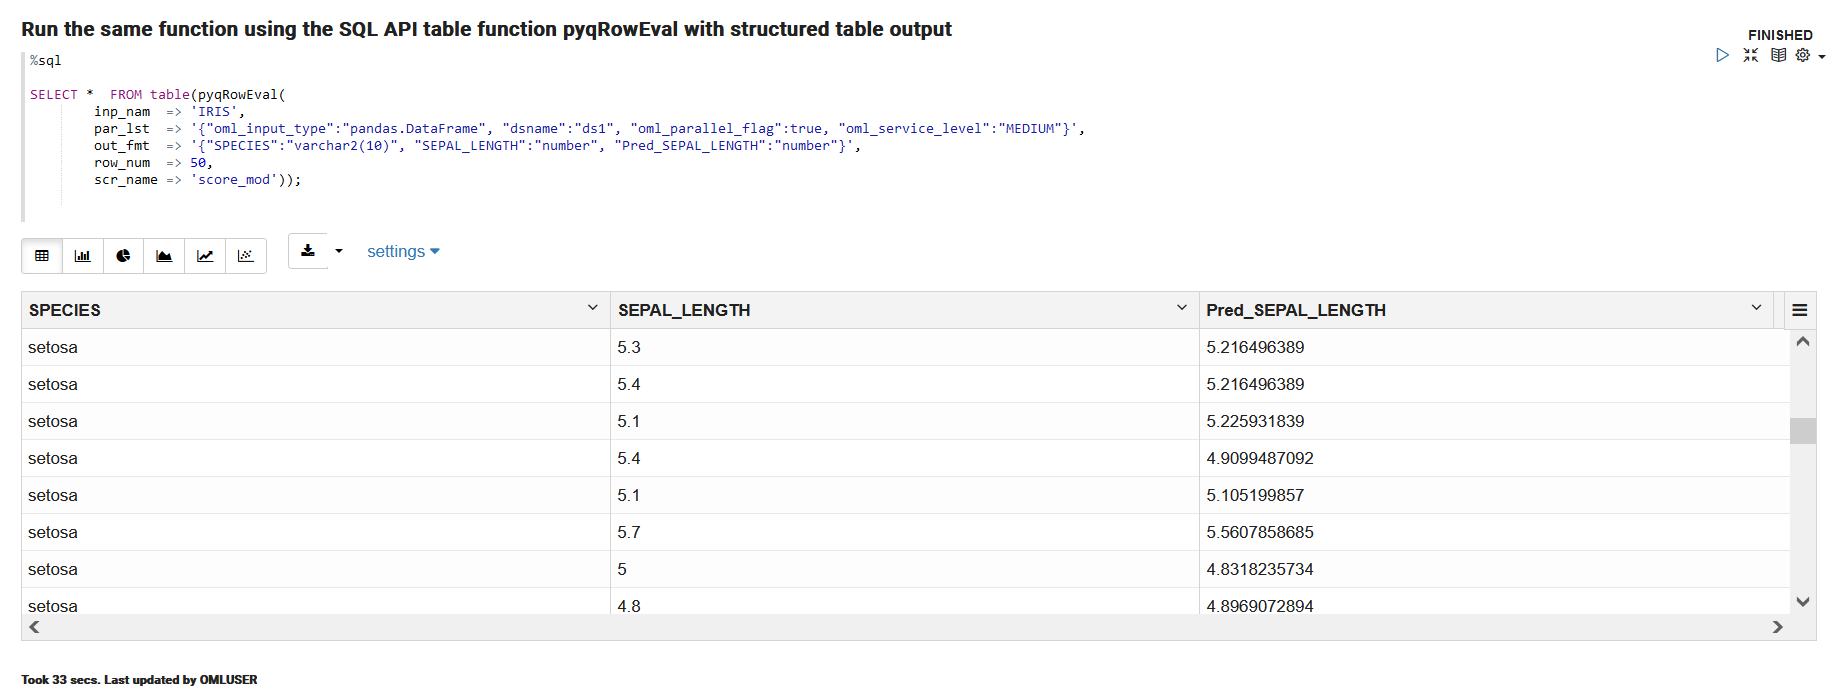 Run the same function using the SQL API table function pyqRowEval with structured table output
FINISHED
%sql
SELECT *  FROM table(pyqRowEval(
inp_nam  => 'IRIS',
par_lst  => '{"oml_input_type":"pandas.DataFrame", "dsname":"ds1", "oml_parallel_flag":true, "oml_service_level":"MEDIUM"}',
out_fmt  => '{"SPECIES":"varchar2(10)", "SEPAL_LENGTH":"number", "Pred_SEPAL_LENGTH":"number"}',
row_num  => 50,
scr_name => 'score_mod'));
settings
SPECIES SEPAL_LENGTH Pred_SEPAL_LENGTH
setosa 5.3 5.216496389
setosa 5.4 5.216496389
setosa 5.1 5.225931839
setosa 5.4 4.9099487092
setosa 5.1 5.105199857
setosa 5.7 5.5607858685
setosa 5 4.8318235734
setosa 4.8 4.8969072894
Took 33 secs. Last updated by OMLUSER